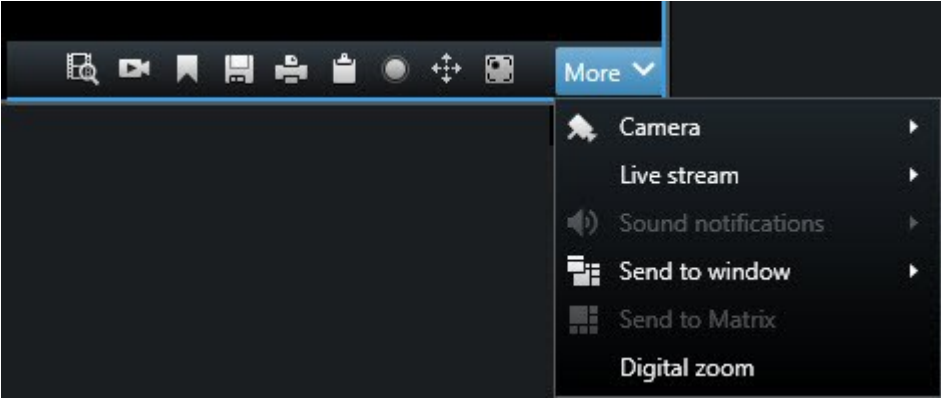 More
Camera
Live stream
Sound notifications
Send to window
Send to Matrix
Digital zoom